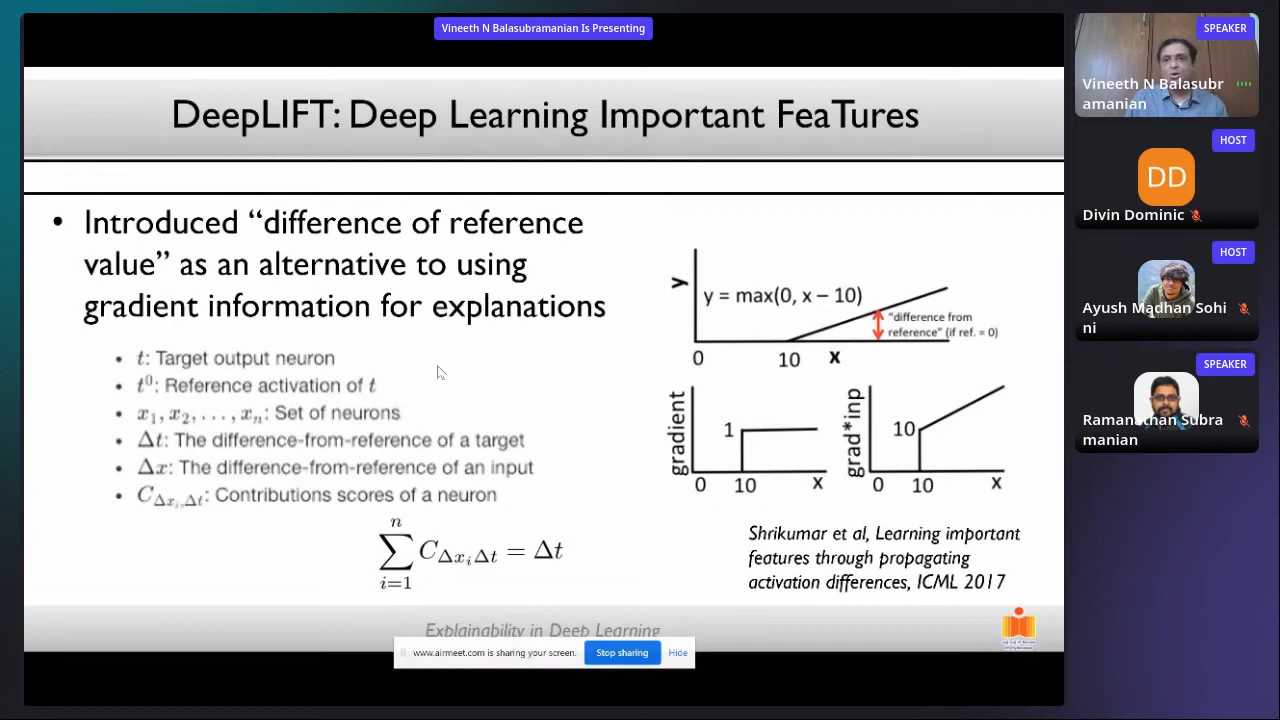 Vineeth N Balasubramanian Is Presenting
DeepLIFT: Deep Learning Important FeaTures
• Introduced “difference of reference
value” as an alternative to using
gradient information for explanations
• t: Target output neuron
• t⁰: Reference activation of t
• x₁, x₂, . . . , xₙ: Set of neurons
• Δt: The difference-from-reference of a target
• Δx: The difference-from-reference of an input
• C_{Δxᵢ,Δt}: Contributions scores of a neuron
n
∑ C_{ΔxᵢΔt} = Δt
i=1
y
y = max(0, x – 10)
“difference from
reference” (if ref. = 0)
0 10 x
gradient
1
0 10 x
grad*inp
10
0 10 x
Shrikumar et al, Learning important
features through propagating
activation differences, ICML 2017
Explainability in Deep Learning
www.airmeet.com is sharing your screen. Stop sharing Hide
SPEAKER
Vineeth N Balasubr
amanian
HOST
DD
Divin Dominic
HOST
Ayush Madhan Sohi
ni
SPEAKER
Ramanathan Subra
manian